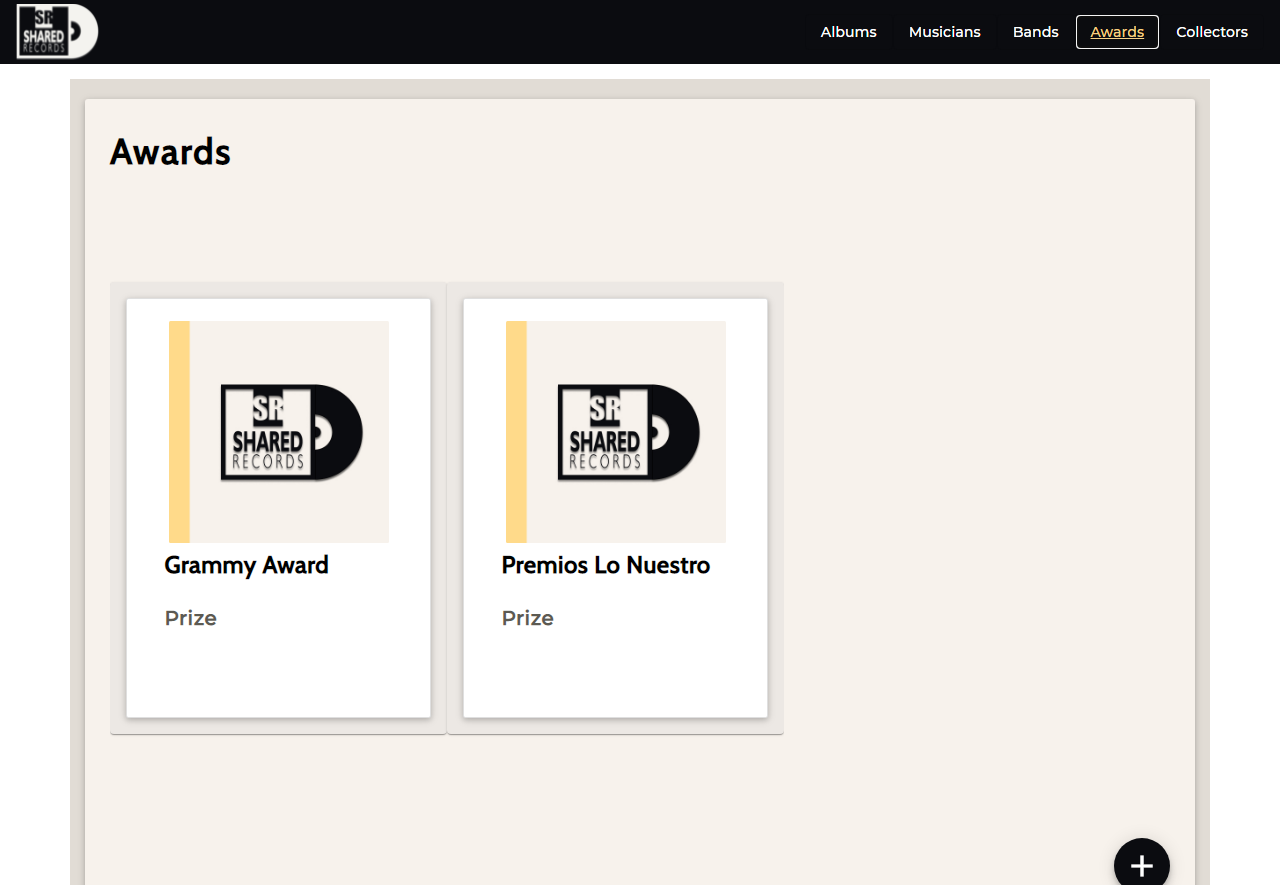 SR
SHARED
RECORDS
Albums Musicians Bands Awards Collectors
Awards
SR
SHARED
RECORDS
SR
SHARED
RECORDS
Grammy Award
Premios Lo Nuestro
Prize
Prize